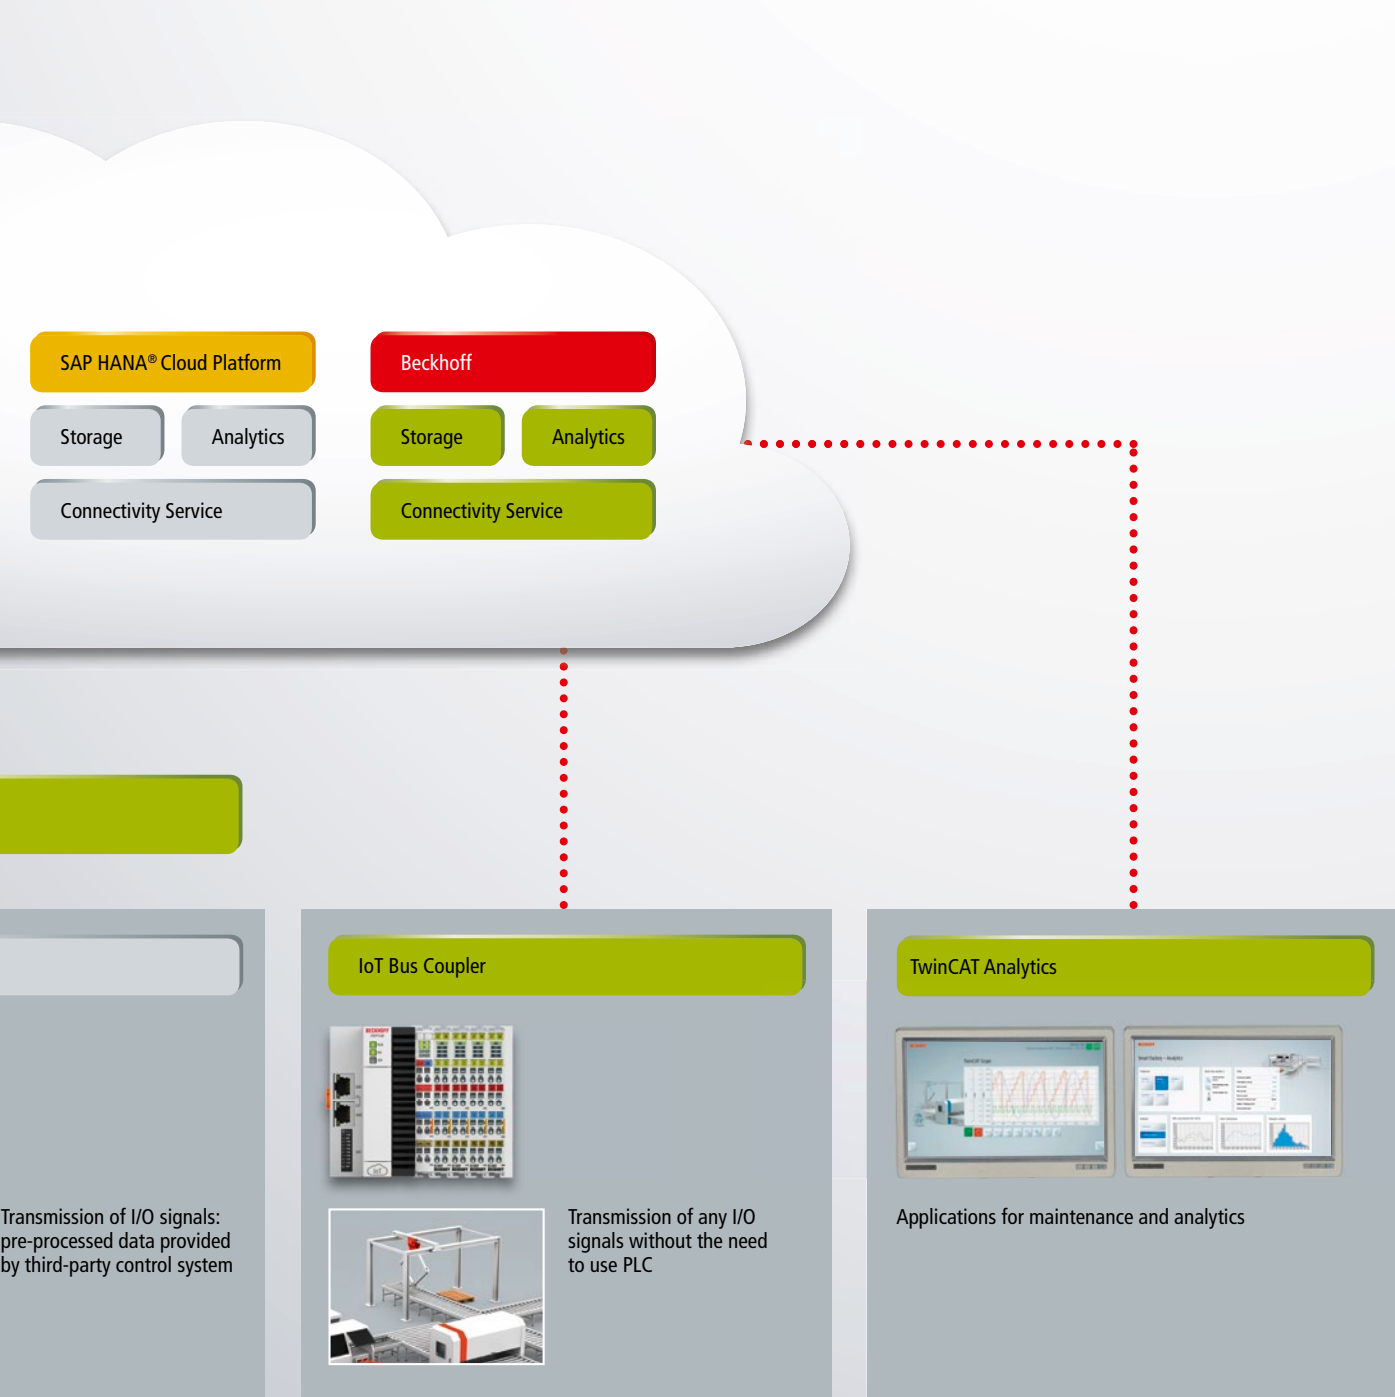 SAP HANA® Cloud Platform
Storage
Analytics
Connectivity Service
Beckhoff
Storage
Analytics
Connectivity Service
Transmission of I/O signals:
pre-processed data provided
by third-party control system
IoT Bus Coupler
BECKHOFF
Transmission of any I/O
signals without the need
to use PLC
TwinCAT Analytics
Applications for maintenance and analytics